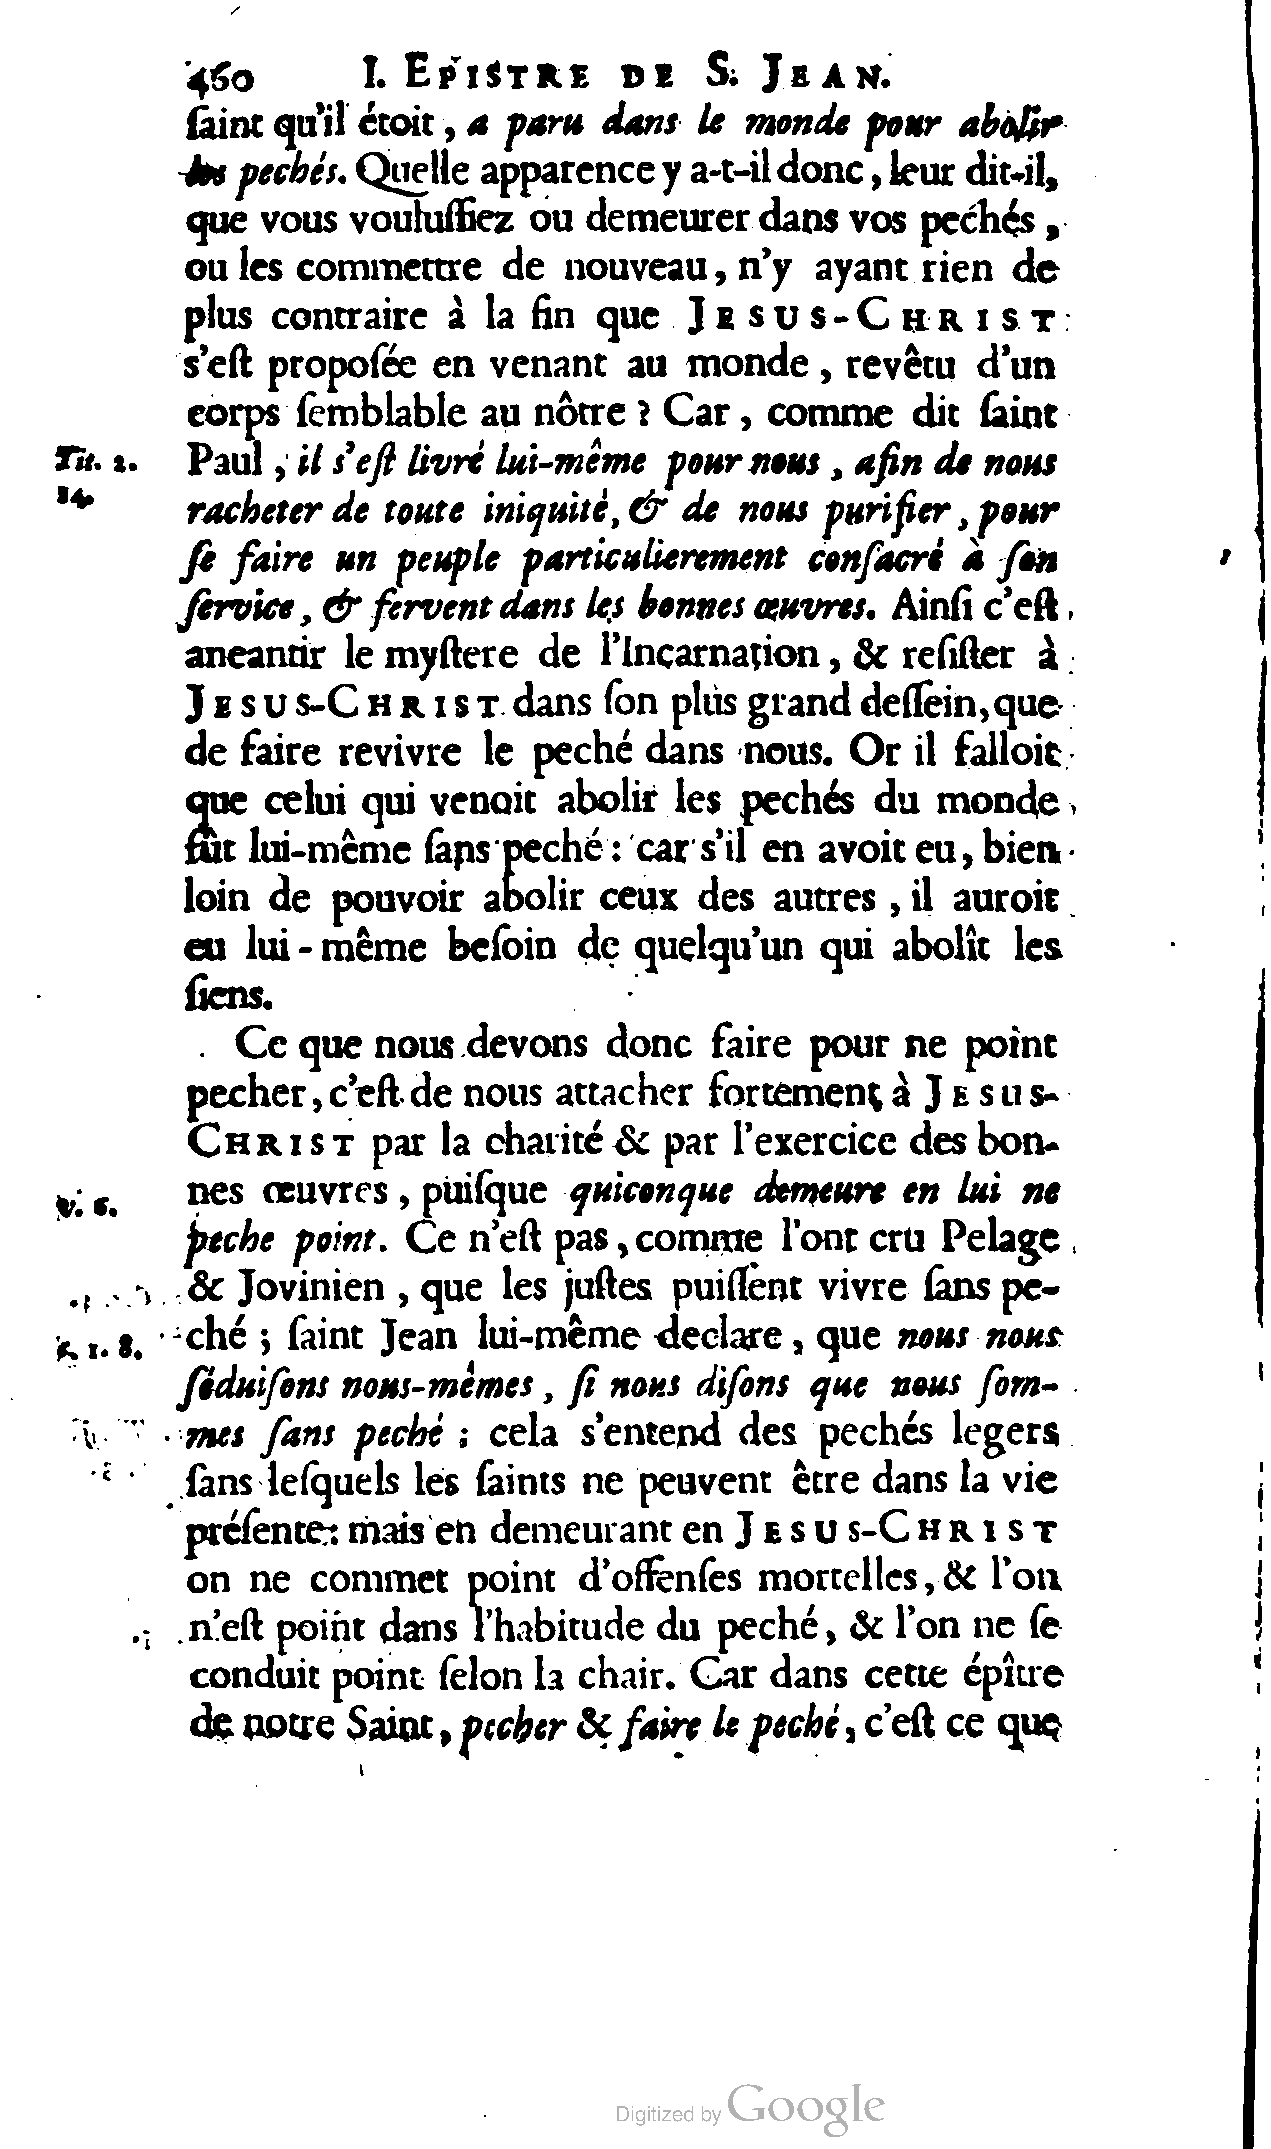 460 I. EPISTRE DE S. JEAN.
ſaint qu'il étoit, a paru dans le monde pour abolir
les pechés. Quelle apparence y a-t-il donc, leur dit-il,
que vous vouluſſiez ou demeurer dans vos pechés,
ou les commettre de nouveau, n'y ayant rien de
plus contraire à la fin que JESUS-CHRIST
s'eſt propoſée en venant au monde, revêtu d'un
corps ſemblable au nôtre ? Car, comme dit ſaint
Tit. 2. Paul, il s'eſt livré lui-même pour nous, afin de nous
14. racheter de toute iniquité, & de nous purifier, pour
ſe faire un peuple particulierement conſacré à ſon
ſervice, & fervent dans les bonnes œuvres. Ainſi c'eſt
aneantir le myſtere de l'Incarnation, & reſiſter à
JESUS-CHRIST dans ſon plus grand deſſein, que
de faire revivre le peché dans nous. Or il falloit
que celui qui venoit abolir les pechés du monde,
fût lui-même ſans peché : car s'il en avoit eu, bien
loin de pouvoir abolir ceux des autres, il auroit
eu lui-même beſoin de quelqu'un qui abolît les
ſiens.
Ce que nous devons donc faire pour ne point
pecher, c'eſt de nous attacher fortement à JESUS-
CHRIST par la charité & par l'exercice des bon-
v. 6. nes œuvres, puiſque quiconque demeure en lui ne
peche point. Ce n'eſt pas, comme l'ont cru Pelage
& Jovinien, que les juſtes puiſſent vivre ſans pe-
c. 1. 8. ché ; ſaint Jean lui-même declare, que nous nous
ſéduiſons nous-mêmes, ſi nous diſons que nous ſom-
mes ſans peché ; cela s'entend des pechés legers
ſans leſquels les ſaints ne peuvent être dans la vie
préſente : mais en demeurant en JESUS-CHRIST
on ne commet point d'offenſes mortelles, & l'on
n'eſt point dans l'habitude du peché, & l'on ne ſe
conduit point ſelon la chair. Car dans cette épître
de notre Saint, pecher & faire le peché, c'eſt ce que
Digitized by Google